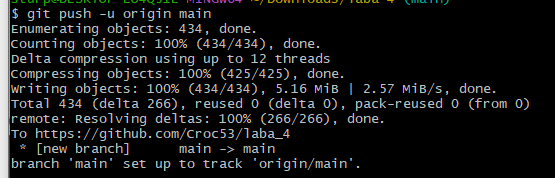 $ git push -u origin main
Enumerating objects: 434, done.
Counting objects: 100% (434/434), done.
Delta compression using up to 12 threads
Compressing objects: 100% (425/425), done.
Writing objects: 100% (434/434), 5.16 MiB | 2.57 MiB/s, done.
Total 434 (delta 266), reused 0 (delta 0), pack-reused 0 (from 0)
remote: Resolving deltas: 100% (266/266), done.
To https://github.com/Croc53/laba_4
 * [new branch]      main -> main
branch 'main' set up to track 'origin/main'.